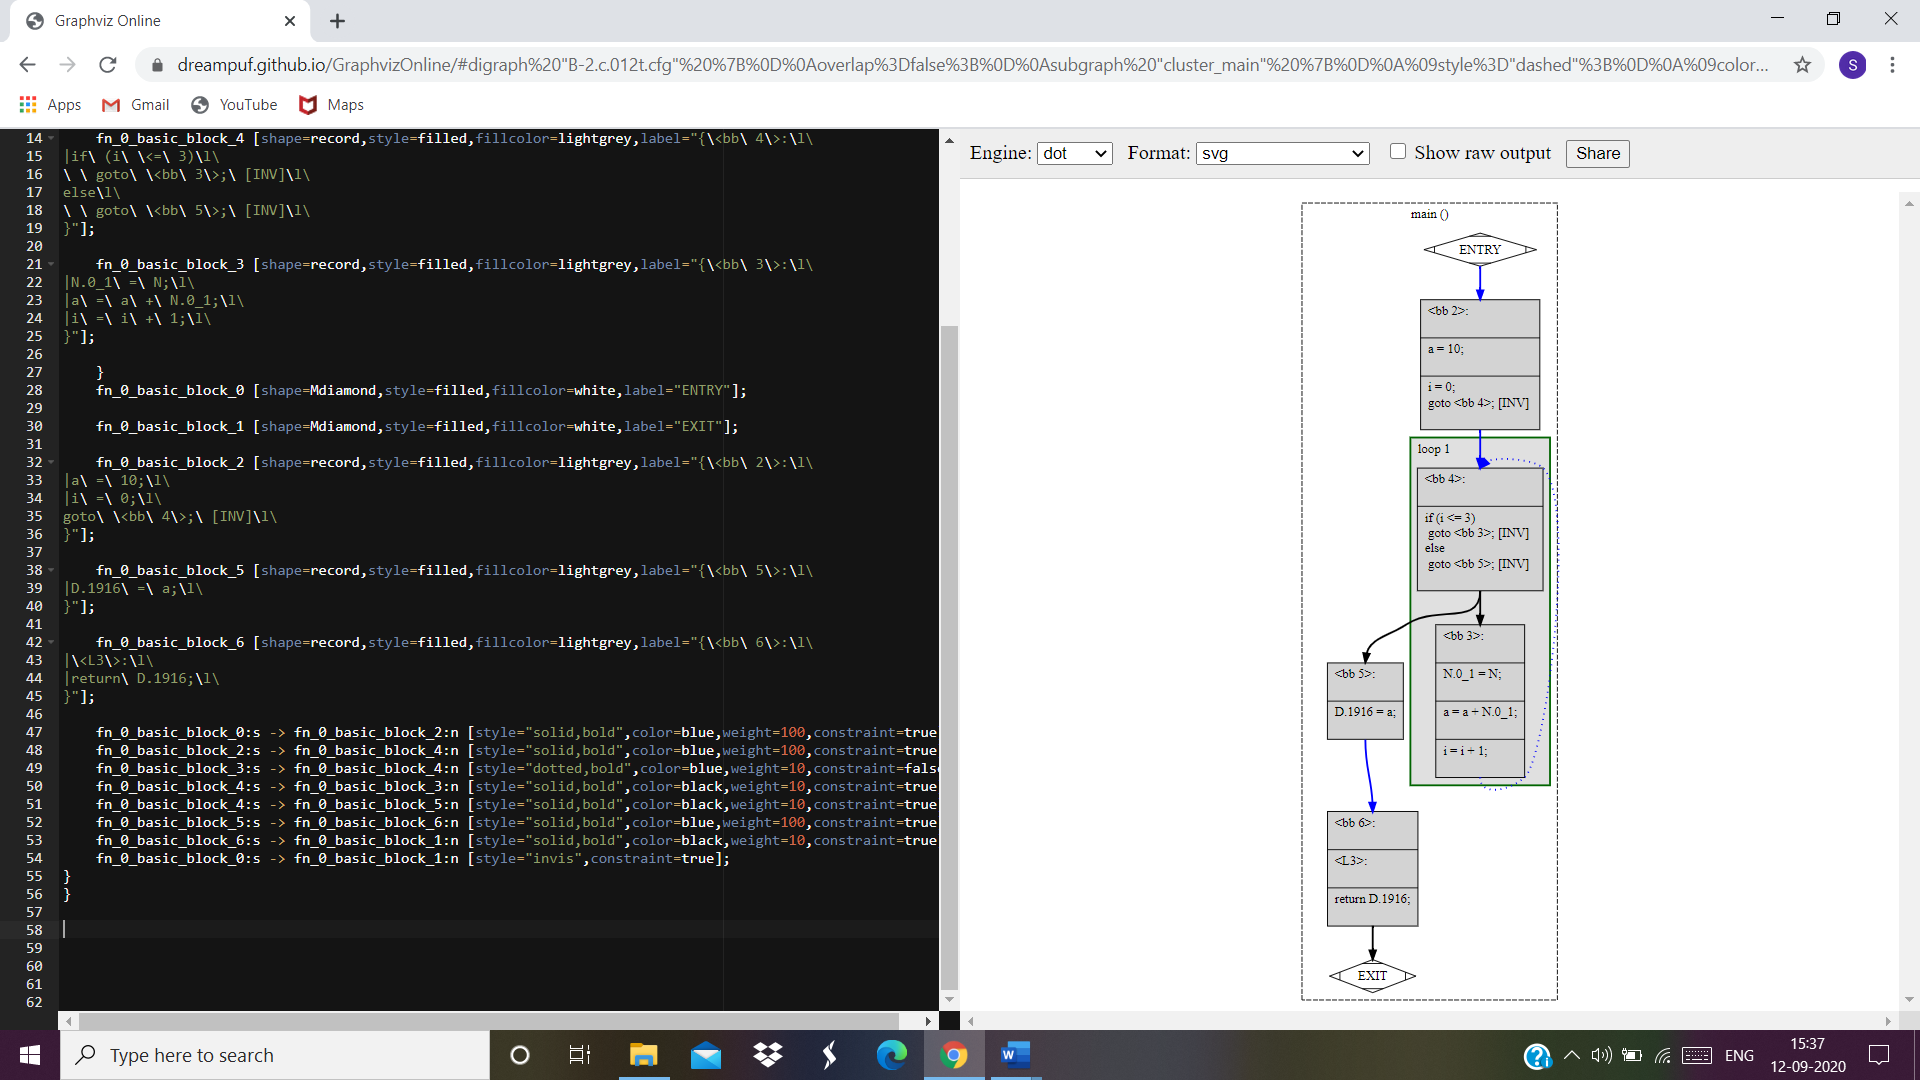 Graphviz Online
dreampuf.github.io/GraphvizOnline/#digraph%20"B-2.c.012t.cfg"%20%7B%0D%0Aoverlap%3Dfalse%3B%0D%0Asubgraph%20"cluster_main"%20%7B%0D%0A%09style%3D"dashed"%3B%0D%0A%09color...
S
Apps Gmail YouTube Maps
14 fn_0_basic_block_4 [shape=record,style=filled,fillcolor=lightgrey,label="{\<bb\ 4\>:\l\
15 |if\ (i\ \<=\ 3)\l\
16 \ \ goto\ \<bb\ 3\>;\ [INV]\l\
17 else\l\
18 \ \ goto\ \<bb\ 5\>;\ [INV]\l\
19 }"];
20
21 fn_0_basic_block_3 [shape=record,style=filled,fillcolor=lightgrey,label="{\<bb\ 3\>:\l\
22 |N.0_1\ =\ N;\l\
23 |a\ =\ a\ +\ N.0_1;\l\
24 |i\ =\ i\ +\ 1;\l\
25 }"];
26
27 }
28 fn_0_basic_block_0 [shape=Mdiamond,style=filled,fillcolor=white,label="ENTRY"];
29
30 fn_0_basic_block_1 [shape=Mdiamond,style=filled,fillcolor=white,label="EXIT"];
31
32 fn_0_basic_block_2 [shape=record,style=filled,fillcolor=lightgrey,label="{\<bb\ 2\>:\l\
33 |a\ =\ 10;\l\
34 |i\ =\ 0;\l\
35 goto\ \<bb\ 4\>;\ [INV]\l\
36 }"];
37
38 fn_0_basic_block_5 [shape=record,style=filled,fillcolor=lightgrey,label="{\<bb\ 5\>:\l\
39 |D.1916\ =\ a;\l\
40 }"];
41
42 fn_0_basic_block_6 [shape=record,style=filled,fillcolor=lightgrey,label="{\<bb\ 6\>:\l\
43 |\<L3\>:\l\
44 |return\ D.1916;\l\
45 }"];
46
47 fn_0_basic_block_0:s -> fn_0_basic_block_2:n [style="solid,bold",color=blue,weight=100,constraint=true
48 fn_0_basic_block_2:s -> fn_0_basic_block_4:n [style="solid,bold",color=blue,weight=100,constraint=true
49 fn_0_basic_block_3:s -> fn_0_basic_block_4:n [style="dotted,bold",color=blue,weight=10,constraint=fals
50 fn_0_basic_block_4:s -> fn_0_basic_block_3:n [style="solid,bold",color=black,weight=10,constraint=true
51 fn_0_basic_block_4:s -> fn_0_basic_block_5:n [style="solid,bold",color=black,weight=10,constraint=true
52 fn_0_basic_block_5:s -> fn_0_basic_block_6:n [style="solid,bold",color=blue,weight=100,constraint=true
53 fn_0_basic_block_6:s -> fn_0_basic_block_1:n [style="solid,bold",color=black,weight=10,constraint=true
54 fn_0_basic_block_0:s -> fn_0_basic_block_1:n [style="invis",constraint=true];
55 }
56 }
57
58
59
60
61
62
Engine: dot Format: svg Show raw output Share
main ()
ENTRY
<bb 2>:
a = 10;
i = 0;
goto <bb 4>; [INV]
loop 1
<bb 4>:
if (i <= 3)
goto <bb 3>; [INV]
else
goto <bb 5>; [INV]
<bb 3>:
N.0_1 = N;
a = a + N.0_1;
i = i + 1;
<bb 5>:
D.1916 = a;
<bb 6>:
<L3>:
return D.1916;
EXIT
Type here to search
ENG
15:37
12-09-2020